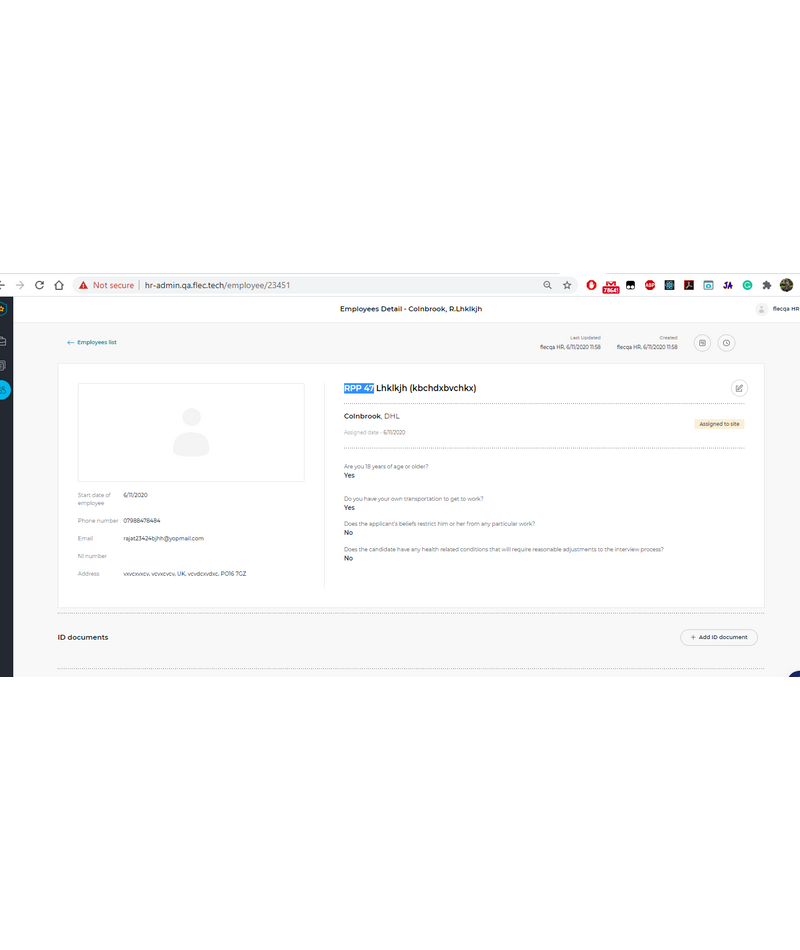 Not secure
hr-admin.qa.flec.tech/employee/23451
78641
ABP
JA
Employees Detail - Colnbrook, R.Lhklkjh
flecqa HR
← Employees list
Last Updated
flecqa HR, 6/11/2020 11:58
Created
flecqa HR, 6/11/2020 11:58
RPP 47 Lhklkjh (kbchdxbvchkx)
Colnbrook, DHL
Assigned date - 6/11/2020
Assigned to site
Are you 18 years of age or older?
Yes
Do you have your own transportation to get to work?
Yes
Does the applicant's beliefs restrict him or her from any particular work?
No
Does the candidate have any health related conditions that will require reasonable adjustments to the interview process?
No
Start date of employee 6/11/2020
Phone number 07988478484
Email rajat23424bjhh@yopmail.com
NI number
Address vxvcxvxcv, vcvxcvcv, UK, vcvdcxvdxc, PO16 7GZ
ID documents
+ Add ID document